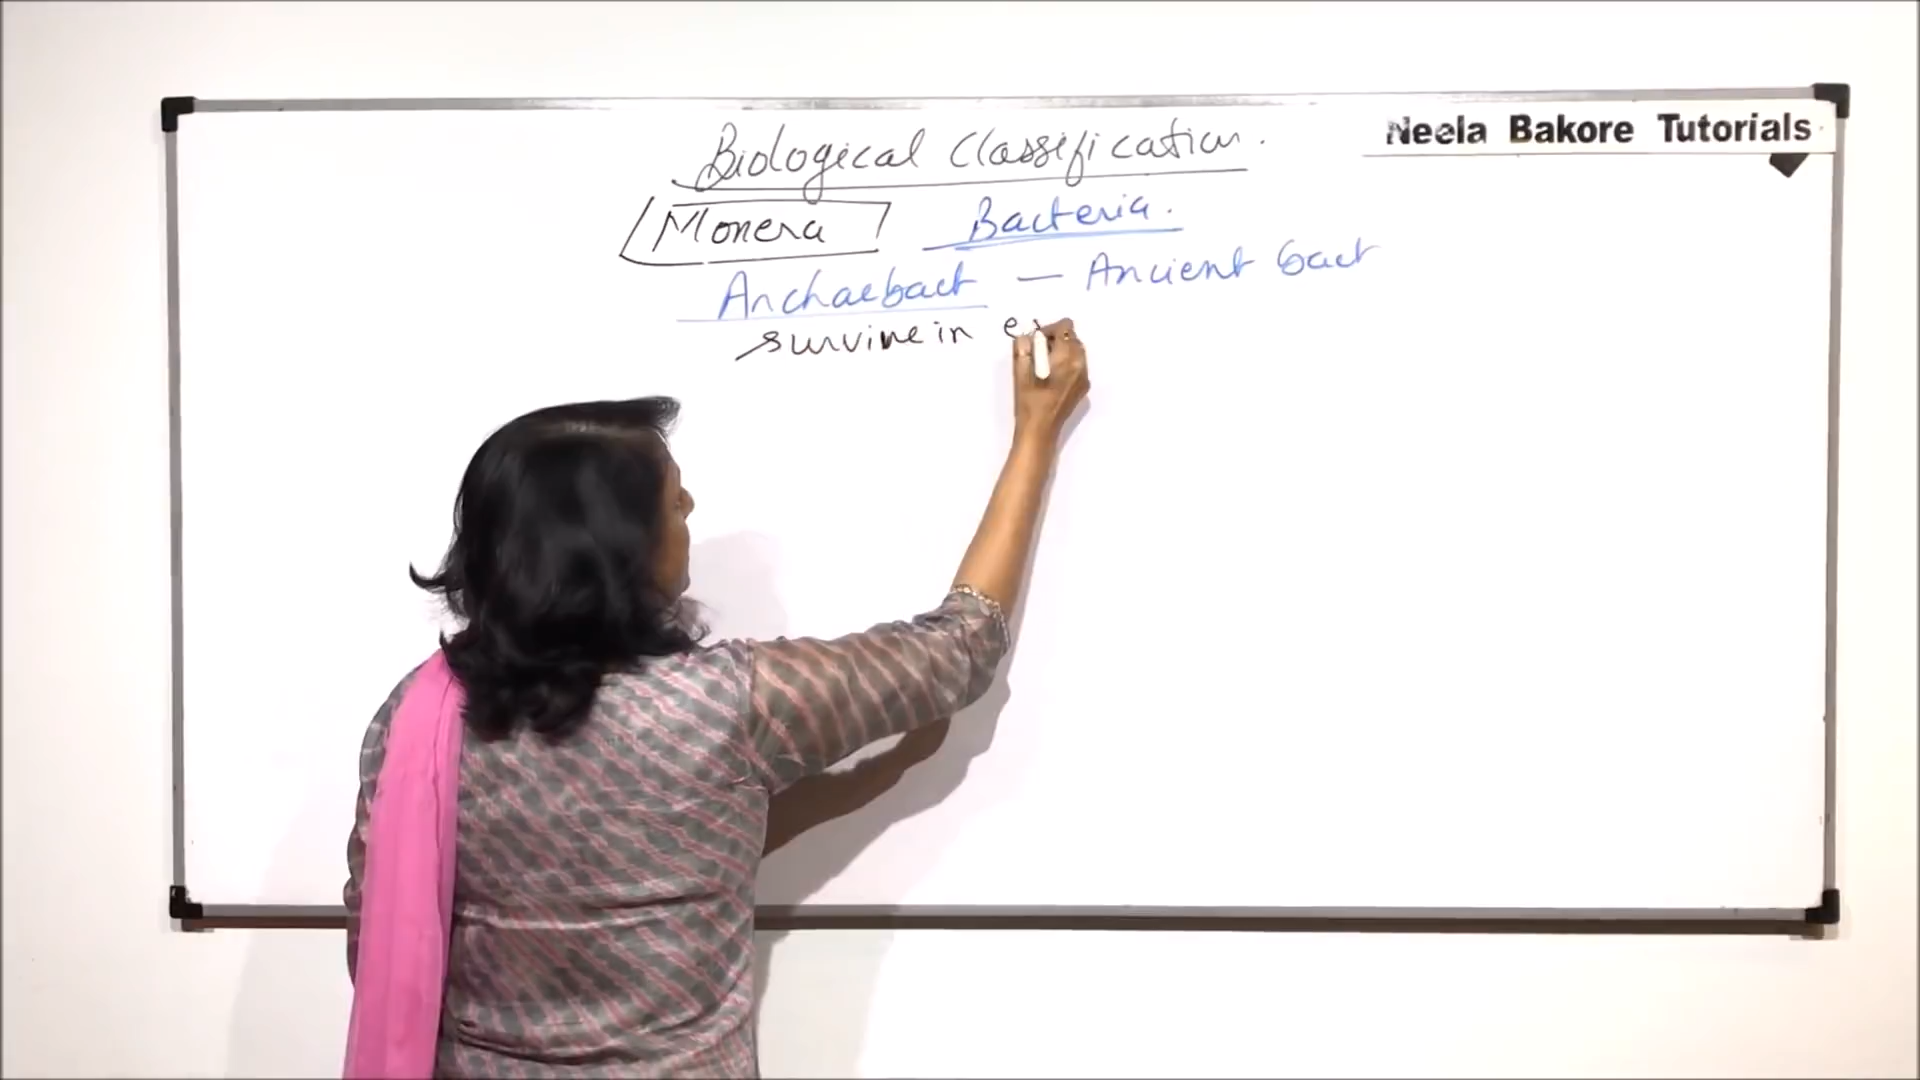 Biological Classification.
Neela Bakore Tutorials
Monera Bacteria.
Archaebact — Ancient bact
survive in